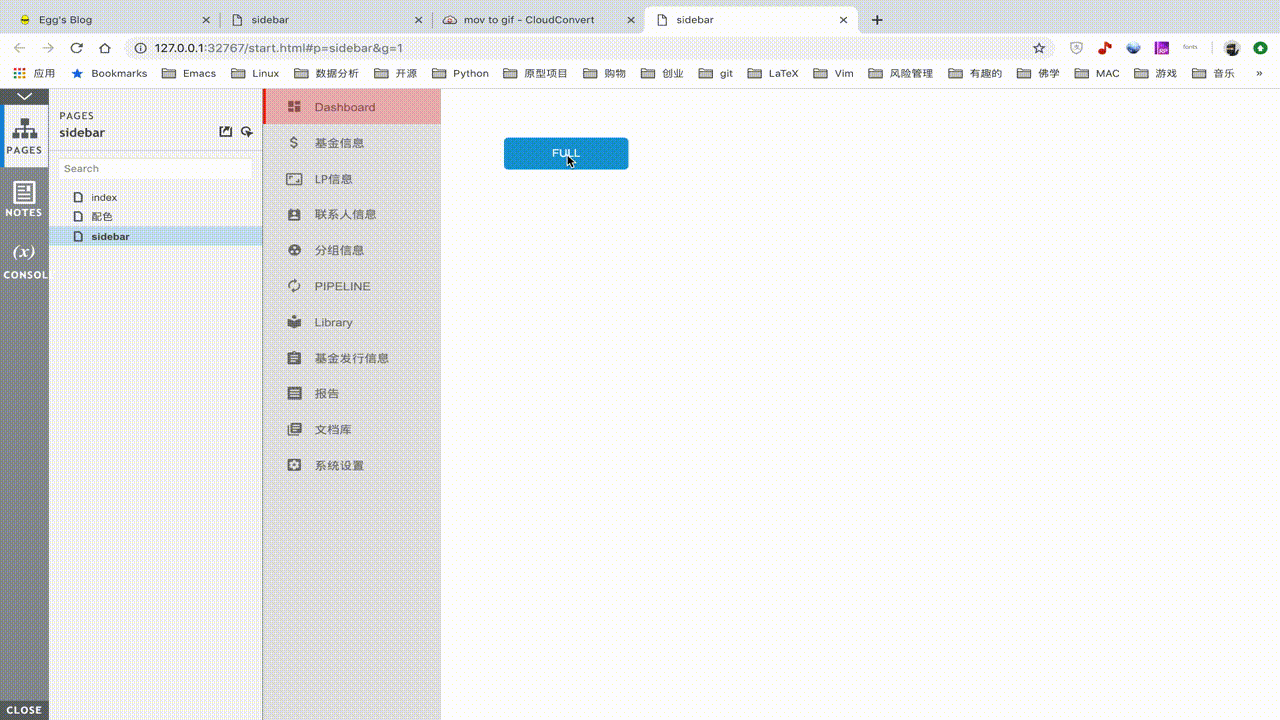 Egg's Blog
sidebar
mov to gif - CloudConvert
sidebar
127.0.0.1:32767/start.html#p=sidebar&g=1
fonts
应用 Bookmarks Emacs Linux 数据分析 开源 Python 原型项目 购物 创业 git LaTeX Vim 风险管理 有趣的 佛学 MAC 游戏 音乐 »
PAGES
NOTES
(x)
CONSOL
CLOSE
PAGES
sidebar
Search
index
配色
sidebar
Dashboard
基金信息
LP信息
联系人信息
分组信息
PIPELINE
Library
基金发行信息
报告
文档库
系统设置
FULL